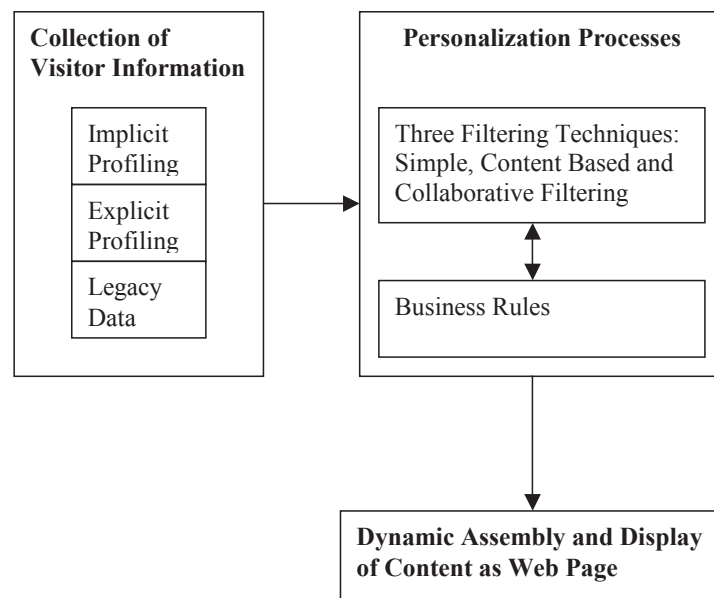 Collection of
Visitor Information
Implicit
Profiling
Explicit
Profiling
Legacy
Data
Personalization Processes
Three Filtering Techniques:
Simple, Content Based and
Collaborative Filtering
Business Rules
Dynamic Assembly and Display
of Content as Web Page